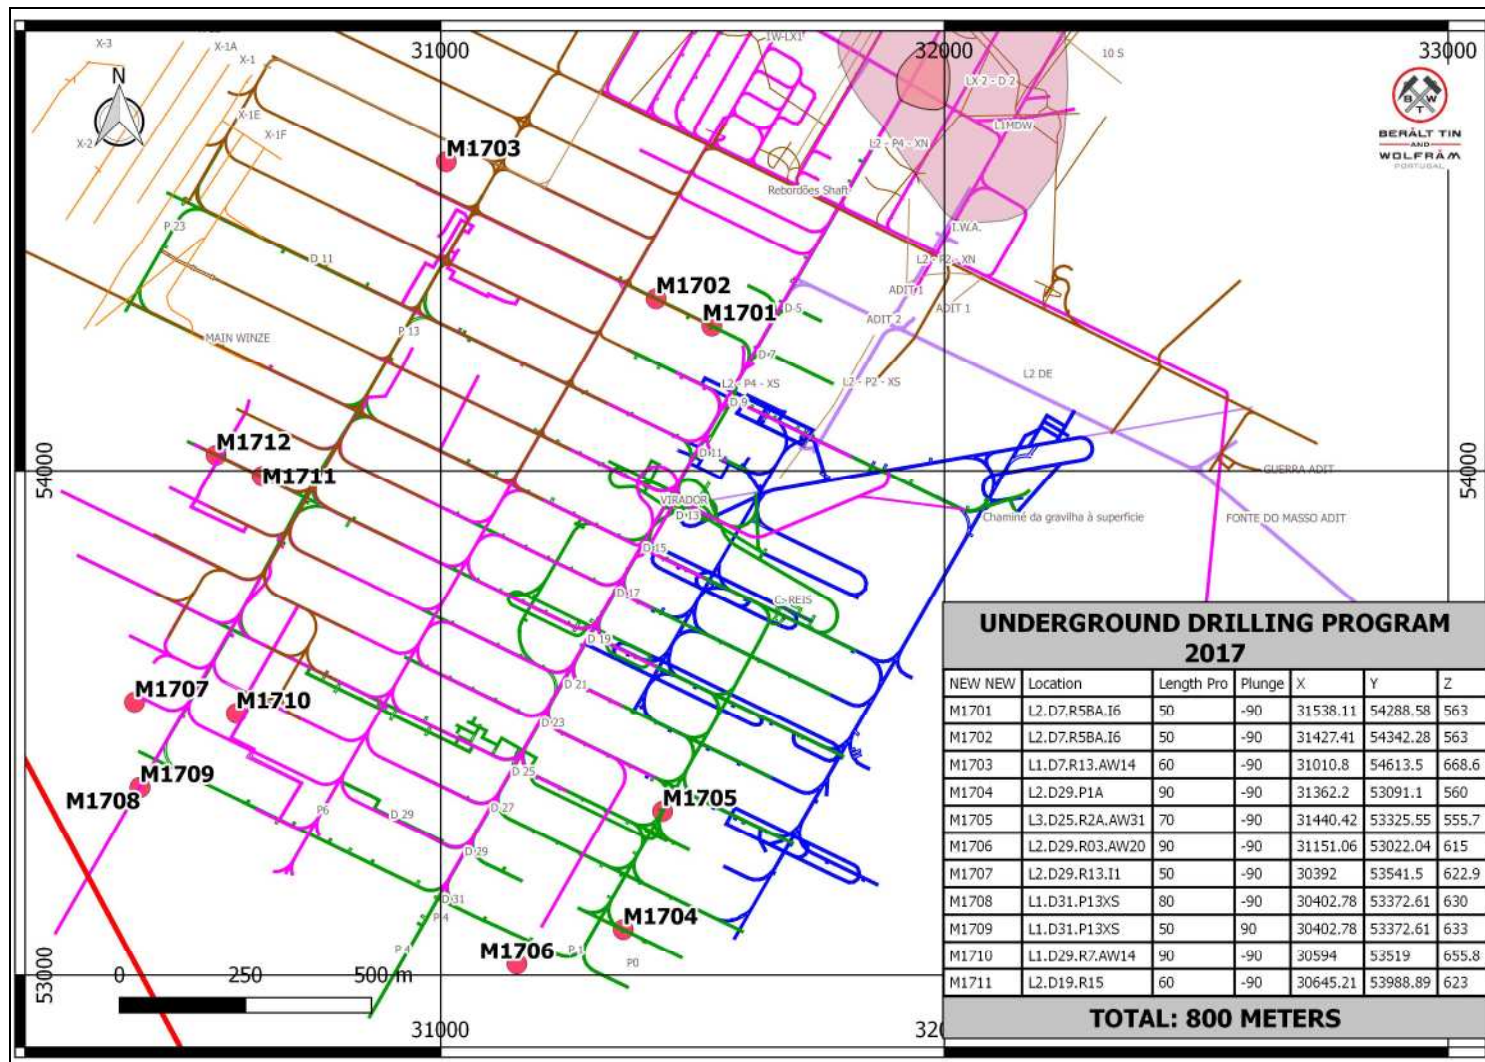 31000
32000
33000
X-3
X-1A
1W-LX1
10 S
X-1
LX 2 - D 2
N
BTW
BERALT TIN
AND
WOLFRAM
PORTUGAL
X-1E
X-1F
X-2
L1MDW
L2 - P4 - XN
M1703
Rebordões Shaft
P 23
I.W.A.
D 11
L2 - P2 - XN
M1702
ADIT 1
ADIT 1
M1701
D-5
ADIT 2
P 13
MAIN WINZE
D-7
L2 DE
L2 - P4 - XS
L2 - P2 - XS
D 9
M1712
D-11
54000
54000
M1711
GUERRA ADIT
VIRADOR
D 13
Chaminé da gravilha à superficie
FONTE DO MASSO ADIT
D-15
D-17
C-REIS
D 19
D 21
M1707
M1710
D-23
D 25
M1709
M1708
M1705
P6
D 29
D-27
D-29
D-31
P-4
M1704
M1706
P 4
P-1
P0
53000
0 250 500 m
31000
UNDERGROUND DRILLING PROGRAM
2017
NEW NEW Location Length Pro Plunge X Y Z
M1701 L2.D7.R5BA.I6 50 -90 31538.11 54288.58 563
M1702 L2.D7.R5BA.I6 50 -90 31427.41 54342.28 563
M1703 L1.D7.R13.AW14 60 -90 31010.8 54613.5 668.6
M1704 L2.D29.P1A 90 -90 31362.2 53091.1 560
M1705 L3.D25.R2A.AW31 70 -90 31440.42 53325.55 555.7
M1706 L2.D29.R03.AW20 90 -90 31151.06 53022.04 615
M1707 L2.D29.R13.I1 50 -90 30392 53541.5 622.9
M1708 L1.D31.P13XS 80 -90 30402.78 53372.61 630
M1709 L1.D31.P13XS 50 90 30402.78 53372.61 633
M1710 L1.D29.R7.AW14 90 -90 30594 53519 655.8
M1711 L2.D19.R15 60 -90 30645.21 53988.89 623
TOTAL: 800 METERS